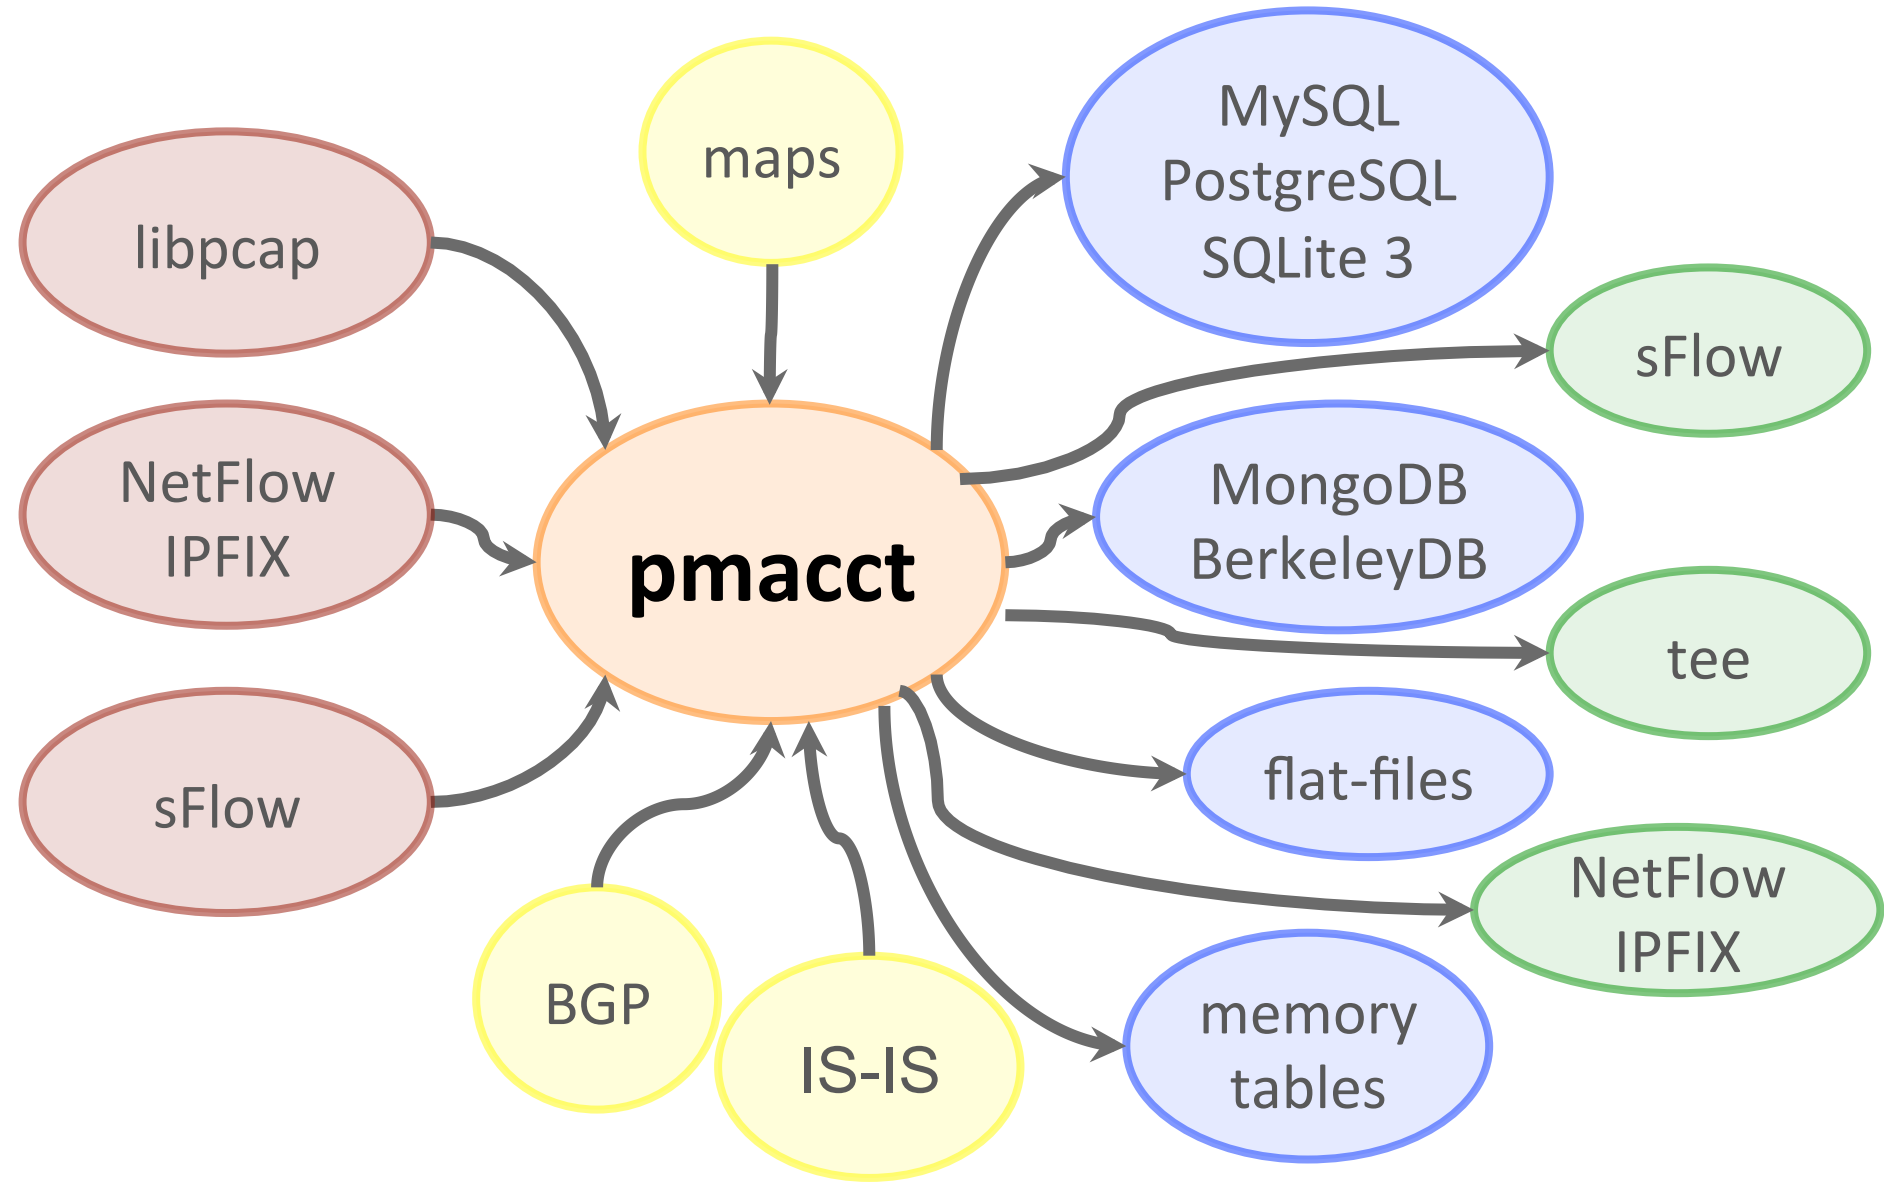 maps
MySQL
PostgreSQL
SQLite 3
libpcap
sFlow
NetFlow
IPFIX
pmacct
MongoDB
BerkeleyDB
tee
sFlow
flat-files
NetFlow
IPFIX
BGP
IS-IS
memory
tables